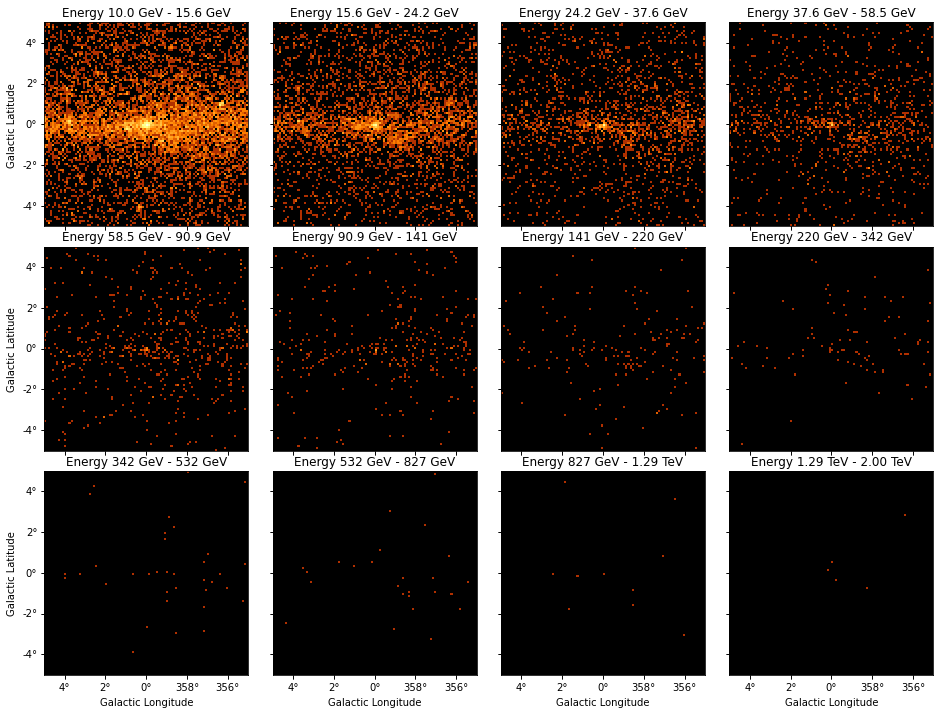 Energy 10.0 GeV - 15.6 GeV
Energy 15.6 GeV - 24.2 GeV
Energy 24.2 GeV - 37.6 GeV
Energy 37.6 GeV - 58.5 GeV
4°
2°
0°
-2°
-4°
Galactic Latitude
Energy 58.5 GeV - 90.9 GeV
Energy 90.9 GeV - 141 GeV
Energy 141 GeV - 220 GeV
Energy 220 GeV - 342 GeV
4°
2°
0°
-2°
-4°
Galactic Latitude
Energy 342 GeV - 532 GeV
Energy 532 GeV - 827 GeV
Energy 827 GeV - 1.29 TeV
Energy 1.29 TeV - 2.00 TeV
4°
2°
0°
-2°
-4°
Galactic Latitude
4° 2° 0° 358° 356°
4° 2° 0° 358° 356°
4° 2° 0° 358° 356°
4° 2° 0° 358° 356°
Galactic Longitude
Galactic Longitude
Galactic Longitude
Galactic Longitude